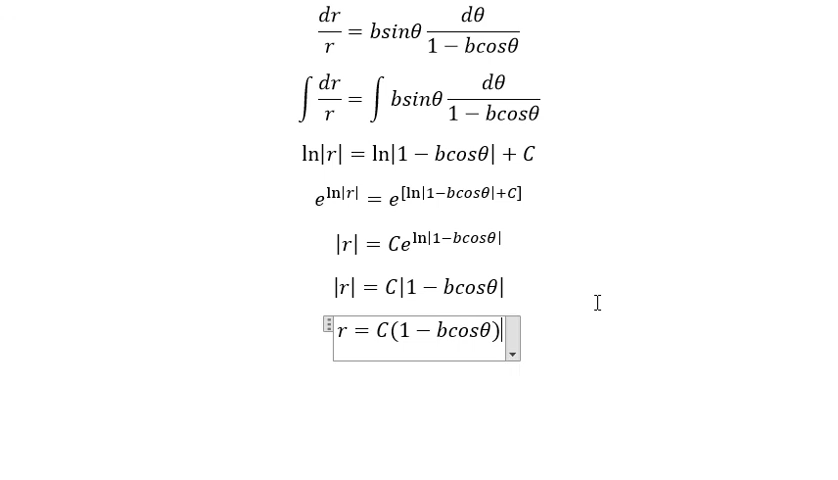 dr/r = bsinθ dθ/(1 − bcosθ)
∫ dr/r = ∫ bsinθ dθ/(1 − bcosθ)
ln|r| = ln|1 − bcosθ| + C
e^{ln|r|} = e^{[ln|1−bcosθ|+C]}
|r| = Ce^{ln|1−bcosθ|}
|r| = C|1 − bcosθ|
r = C(1 − bcosθ)